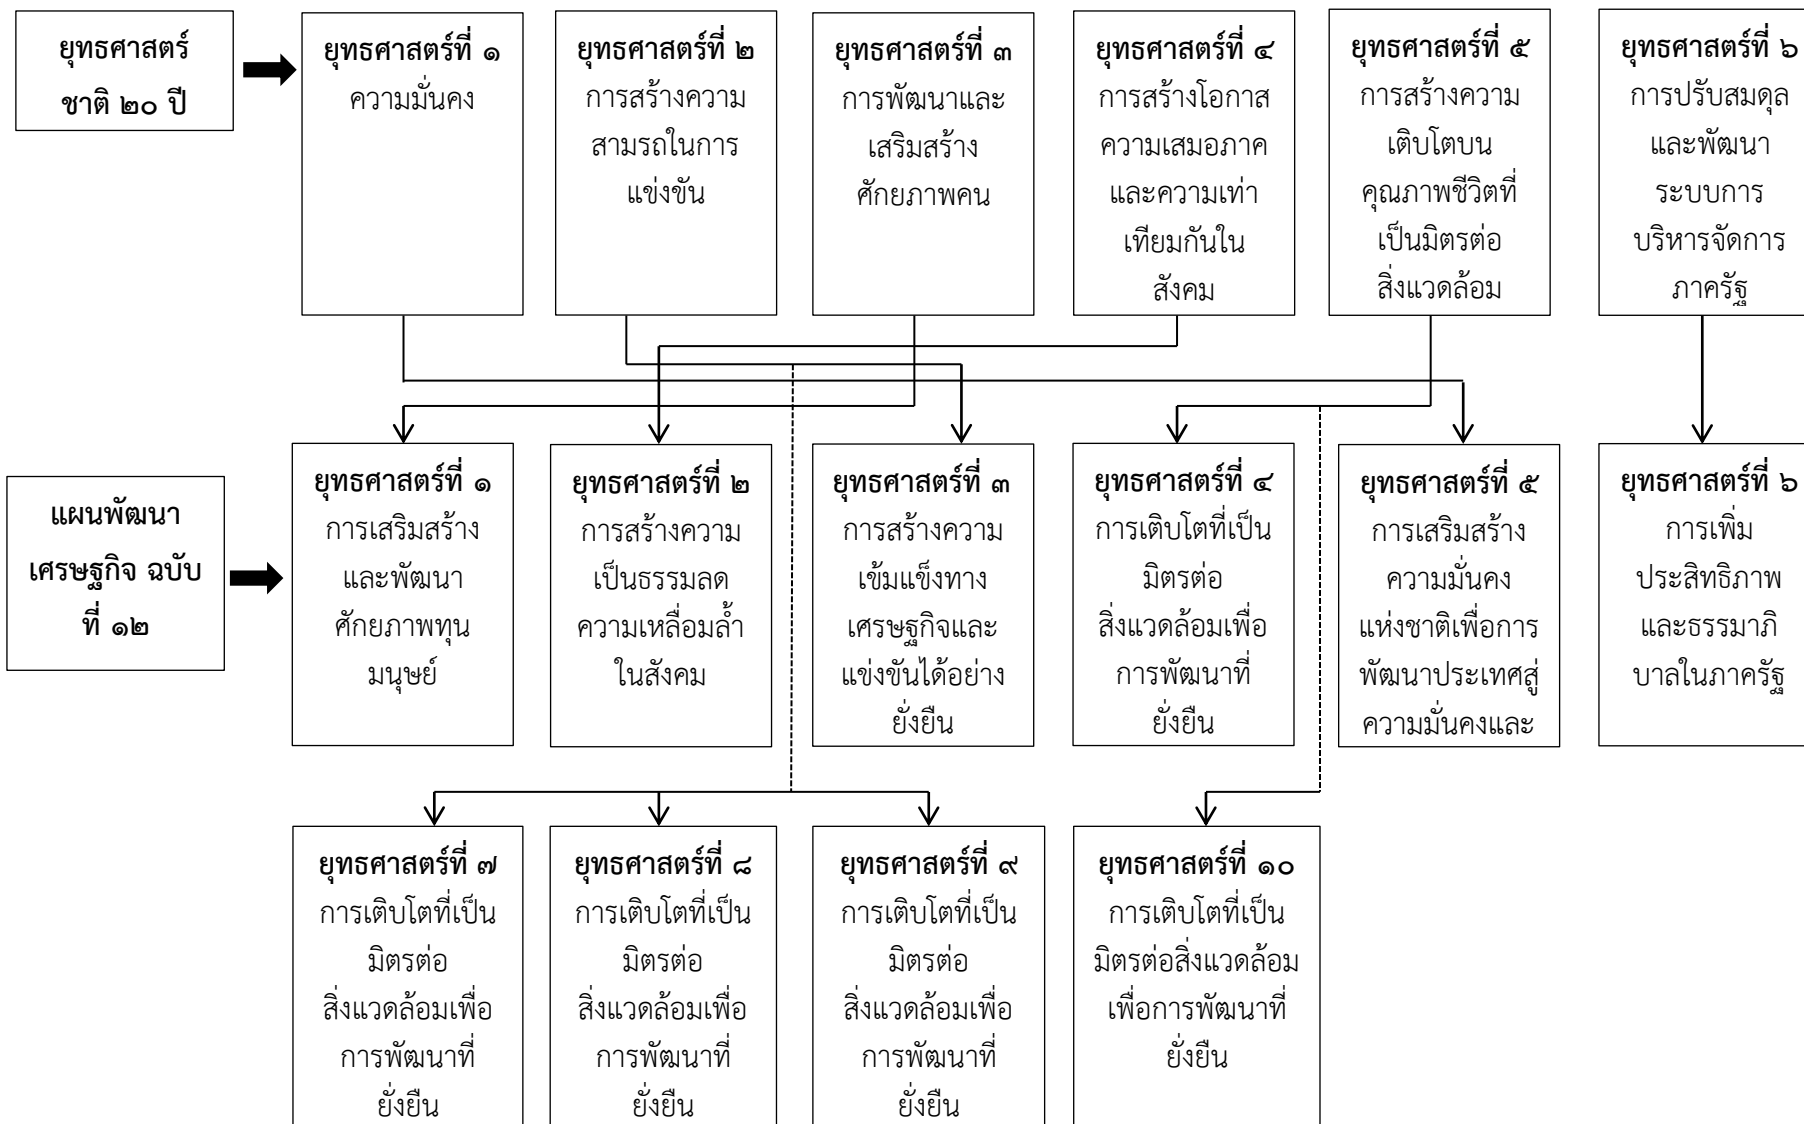 ยุทธศาสตร์
ชาติ ๒๐ ปี
ยุทธศาสตร์ที่ ๑
ความมั่นคง
ยุทธศาสตร์ที่ ๒
การสร้างความ
สามรถในการ
แข่งขัน
ยุทธศาสตร์ที่ ๓
การพัฒนาและ
เสริมสร้าง
ศักยภาพคน
ยุทธศาสตร์ที่ ๔
การสร้างโอกาส
ความเสมอภาค
และความเท่า
เทียมกันใน
สังคม
ยุทธศาสตร์ที่ ๕
การสร้างความ
เติบโตบน
คุณภาพชีวิตที่
เป็นมิตรต่อ
สิ่งแวดล้อม
ยุทธศาสตร์ที่ ๖
การปรับสมดุล
และพัฒนา
ระบบการ
บริหารจัดการ
ภาครัฐ
แผนพัฒนา
เศรษฐกิจ ฉบับ
ที่ ๑๒
ยุทธศาสตร์ที่ ๑
การเสริมสร้าง
และพัฒนา
ศักยภาพทุน
มนุษย์
ยุทธศาสตร์ที่ ๒
การสร้างความ
เป็นธรรมลด
ความเหลื่อมล้ำ
ในสังคม
ยุทธศาสตร์ที่ ๓
การสร้างความ
เข้มแข็งทาง
เศรษฐกิจและ
แข่งขันได้อย่าง
ยั่งยืน
ยุทธศาสตร์ที่ ๔
การเติบโตที่เป็น
มิตรต่อ
สิ่งแวดล้อมเพื่อ
การพัฒนาที่
ยั่งยืน
ยุทธศาสตร์ที่ ๕
การเสริมสร้าง
ความมั่นคง
แห่งชาติเพื่อการ
พัฒนาประเทศสู่
ความมั่นคงและ
ยุทธศาสตร์ที่ ๖
การเพิ่ม
ประสิทธิภาพ
และธรรมาภิ
บาลในภาครัฐ
ยุทธศาสตร์ที่ ๗
การเติบโตที่เป็น
มิตรต่อ
สิ่งแวดล้อมเพื่อ
การพัฒนาที่
ยั่งยืน
ยุทธศาสตร์ที่ ๘
การเติบโตที่เป็น
มิตรต่อ
สิ่งแวดล้อมเพื่อ
การพัฒนาที่
ยั่งยืน
ยุทธศาสตร์ที่ ๙
การเติบโตที่เป็น
มิตรต่อ
สิ่งแวดล้อมเพื่อ
การพัฒนาที่
ยั่งยืน
ยุทธศาสตร์ที่ ๑๐
การเติบโตที่เป็น
มิตรต่อสิ่งแวดล้อม
เพื่อการพัฒนาที่
ยั่งยืน